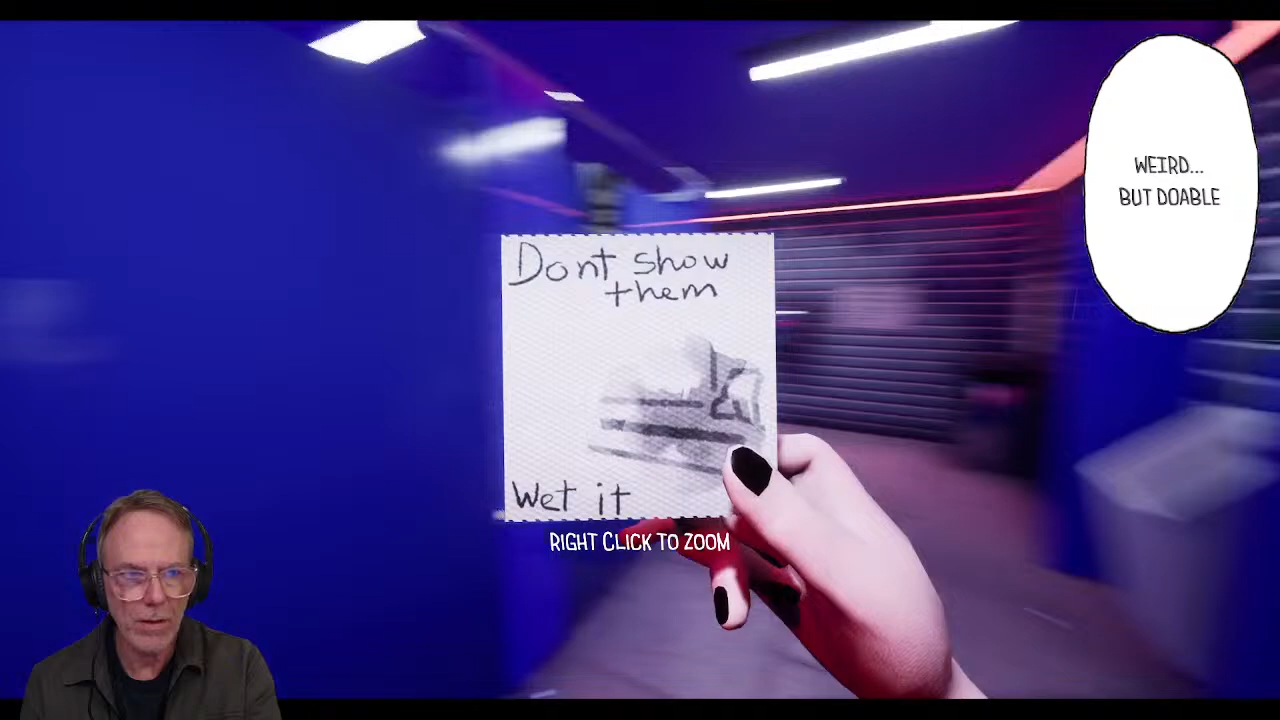 Dont show
them
Wet it
RIGHT CLICK TO ZOOM
WEIRD...
BUT DOABLE